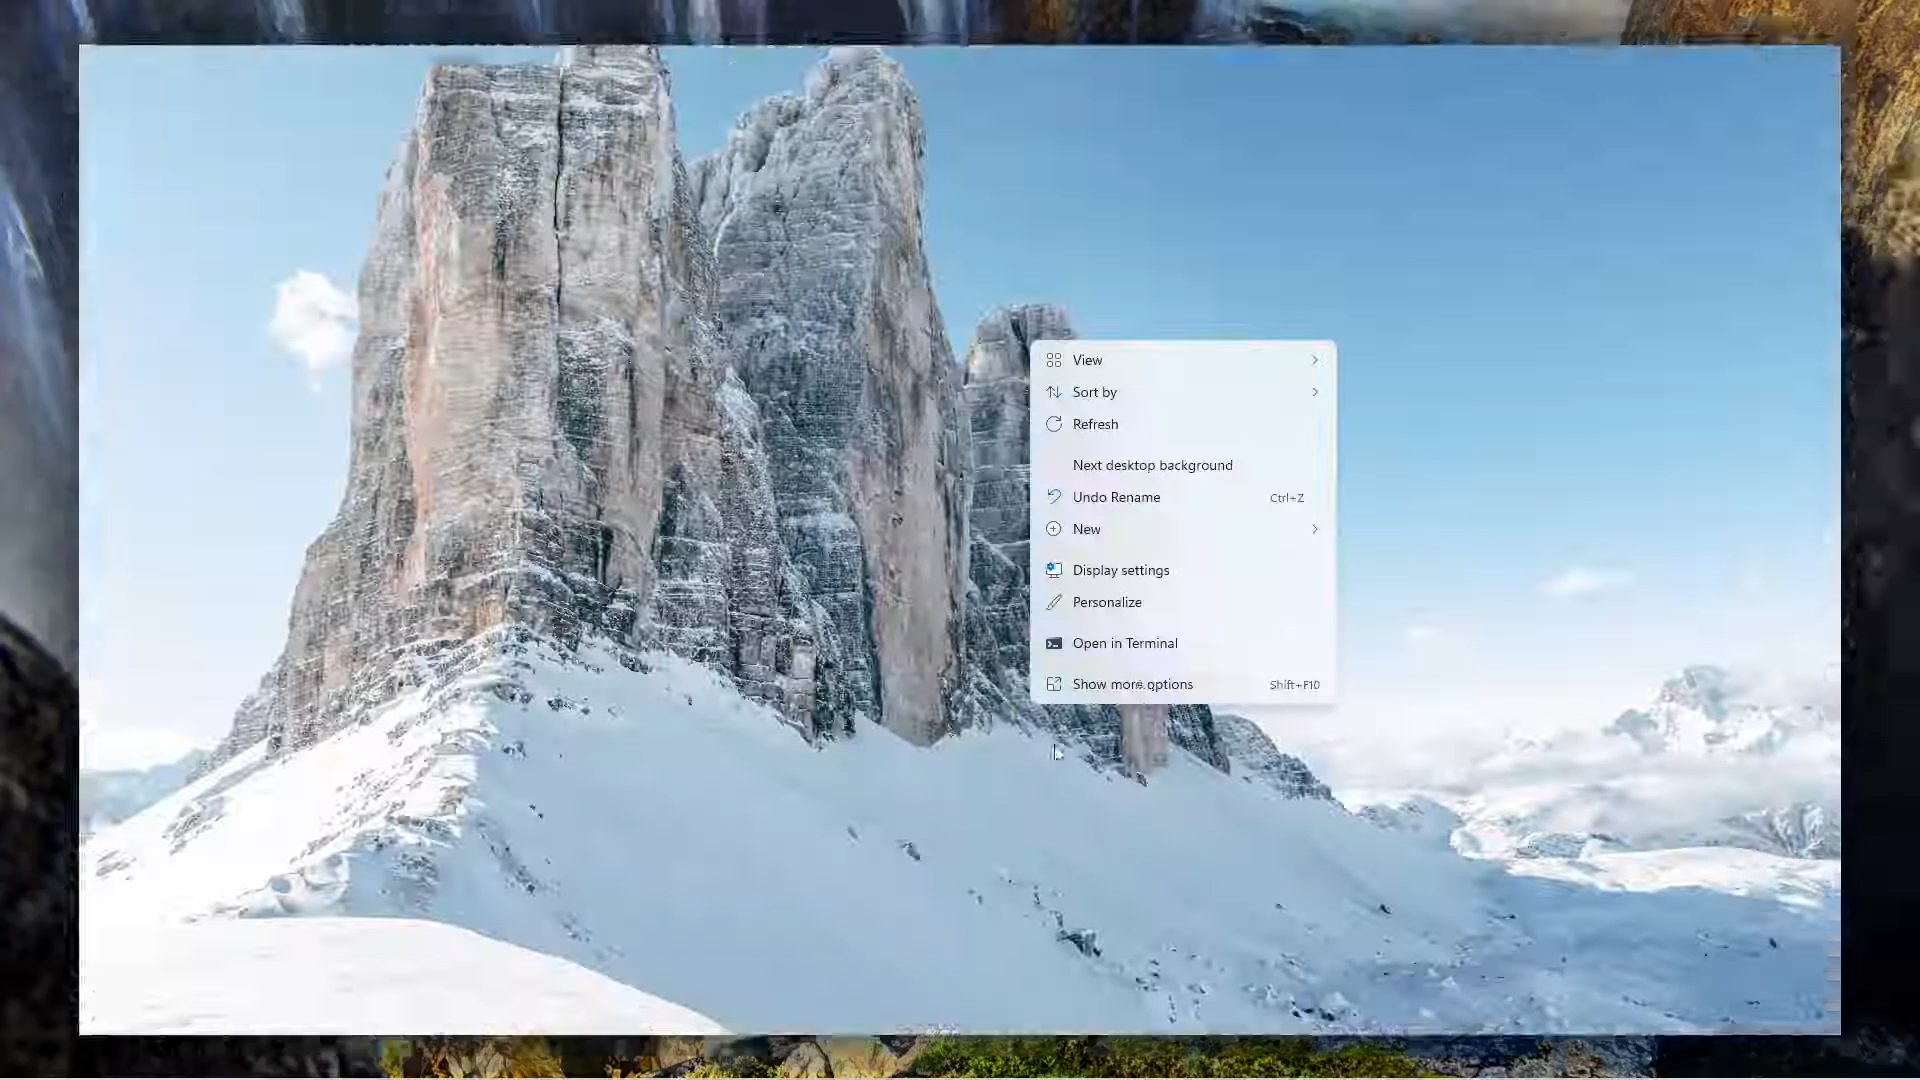 View
Sort by
Refresh
Next desktop background
Undo Rename Ctrl+Z
New
Display settings
Personalize
Open in Terminal
Show more options Shift+F10